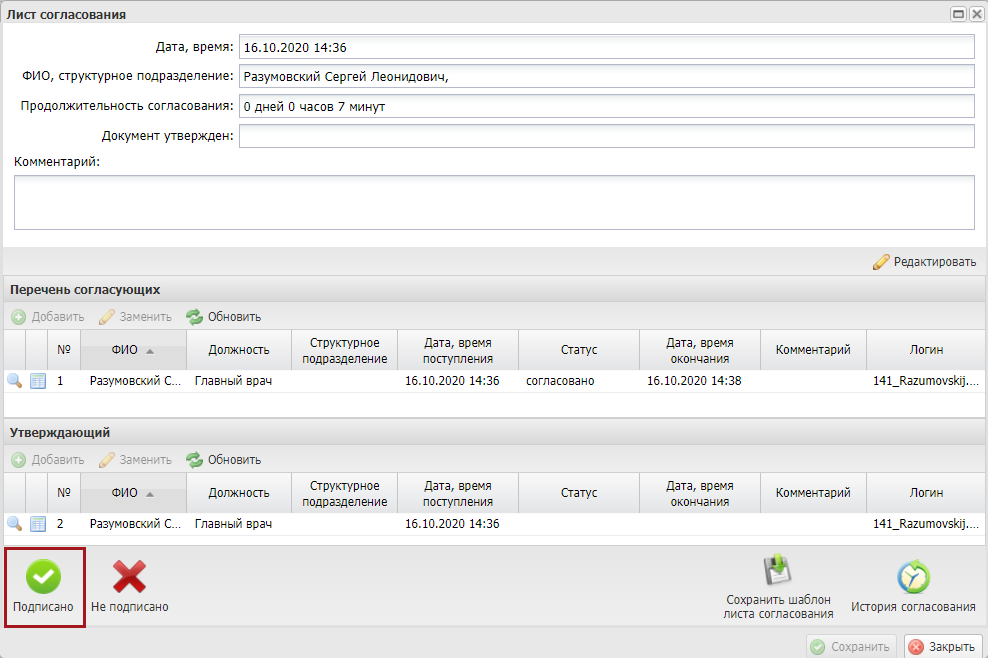 Лист согласования
Дата, время: 16.10.2020 14:36
ФИО, структурное подразделение: Разумовский Сергей Леонидович,
Продолжительность согласования: 0 дней 0 часов 7 минут
Документ утвержден:
Комментарий:
Редактировать
Перечень согласующих
Добавить Заменить Обновить
№ ФИО Должность Структурное подразделение Дата, время поступления Статус Дата, время окончания Комментарий Логин
1 Разумовский С... Главный врач 16.10.2020 14:36 согласовано 16.10.2020 14:38 141_Razumovskij....
Утверждающий
Добавить Заменить Обновить
№ ФИО Должность Структурное подразделение Дата, время поступления Статус Дата, время окончания Комментарий Логин
2 Разумовский С... Главный врач 16.10.2020 14:36 141_Razumovskij....
Подписано Не подписано Сохранить шаблон листа согласования История согласования
Сохранить Закрыть